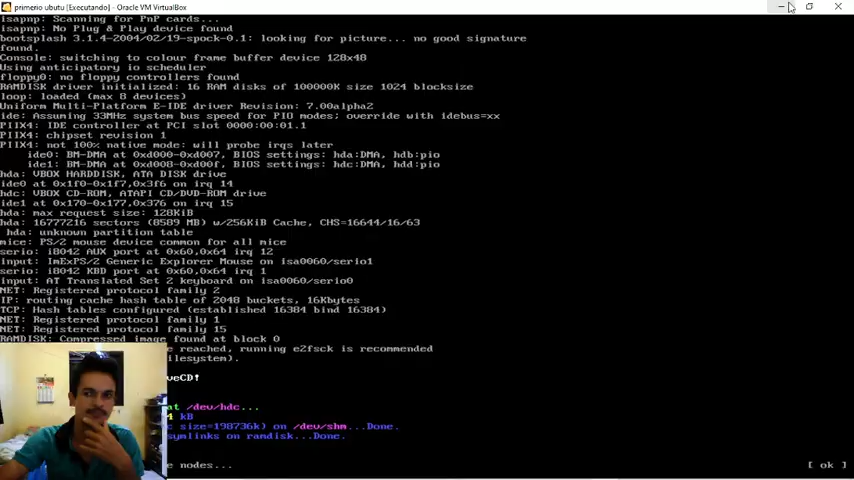 primerio ubutu [Executando] - Oracle VM VirtualBox
isapnp: Scanning for PnP cards...
isapnp: No Plug & Play device found
bootsplash 3.1.4-2004/02/19-spock-0.1: looking for picture... no good signature
found.
Console: switching to colour frame buffer device 128x48
Using anticipatory io scheduler
floppy0: no floppy controllers found
RAMDISK driver initialized: 16 RAM disks of 100000K size 1024 blocksize
loop: loaded (max 8 devices)
Uniform Multi-Platform E-IDE driver Revision: 7.00alpha2
ide: Assuming 33MHz system bus speed for PIO modes; override with idebus=xx
PIIX4: IDE controller at PCI slot 0000:00:01.1
PIIX4: chipset revision 1
PIIX4: not 100% native mode: will probe irqs later
ide0: BM-DMA at 0xd000-0xd007, BIOS settings: hda:DMA, hdb:pio
ide1: BM-DMA at 0xd008-0xd00f, BIOS settings: hdc:DMA, hdd:pio
hda: VBOX HARDDISK, ATA DISK drive
ide0 at 0x1f0-0x1f7,0x3f6 on irq 14
hdc: VBOX CD-ROM, ATAPI CD/DVD-ROM drive
ide1 at 0x170-0x177,0x376 on irq 15
hda: max request size: 128KiB
hda: 16777216 sectors (8589 MB) w/256KiB Cache, CHS=16644/16/63
hda: unknown partition table
mice: PS/2 mouse device common for all mice
serio: i8042 AUX port at 0x60,0x64 irq 12
input: ImExPS/2 Generic Explorer Mouse on isa0060/serio1
serio: i8042 KBD port at 0x60,0x64 irq 1
input: AT Translated Set 2 keyboard on isa0060/serio0
NET: Registered protocol family 2
IP: routing cache hash table of 2048 buckets, 16Kbytes
TCP: Hash tables configured (established 16384 bind 16384)
NET: Registered protocol family 1
NET: Registered protocol family 15
RAMDISK: Compressed image found at block 0
reached, running e2fsck is recommended
ilesystem).
veCD!
at /dev/hdc...
4 kB
c size=198736k) on /dev/shm...Done.
symlinks on ramdisk...Done.
e nodes... [ ok ]